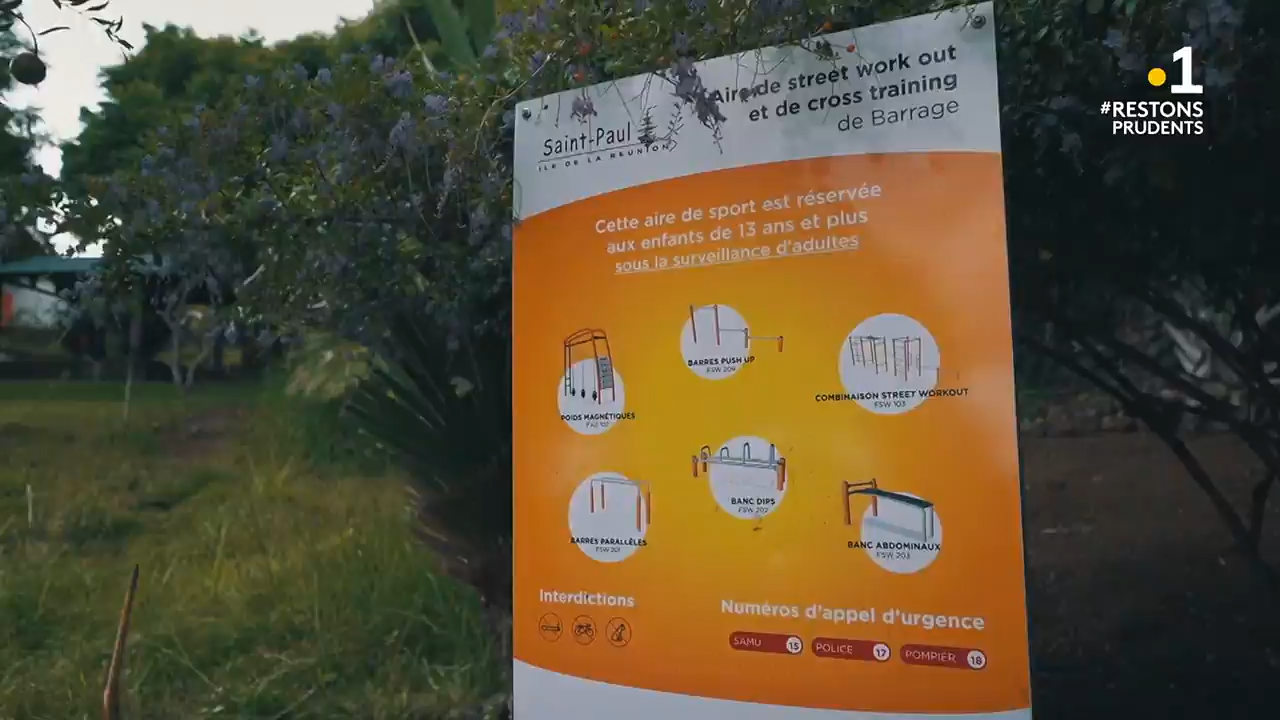 1
#RESTONS
PRUDENTS
Saint-Paul
ILE DE LA REUNION
Aire de street work out
et de cross training
de Barrage
Cette aire de sport est réservée
aux enfants de 13 ans et plus
sous la surveillance d'adultes
BARRES PUSH UP
FSW 204
POIDS MAGNÉTIQUES
COMBINAISON STREET WORKOUT
FSW 103
BANC DIPS
FSW 202
BARRES PARALLÈLES
FSW 201
BANC ABDOMINAUX
FSW 203
Interdictions
Numéros d'appel d'urgence
SAMU 15
POLICE 17
POMPIER 18